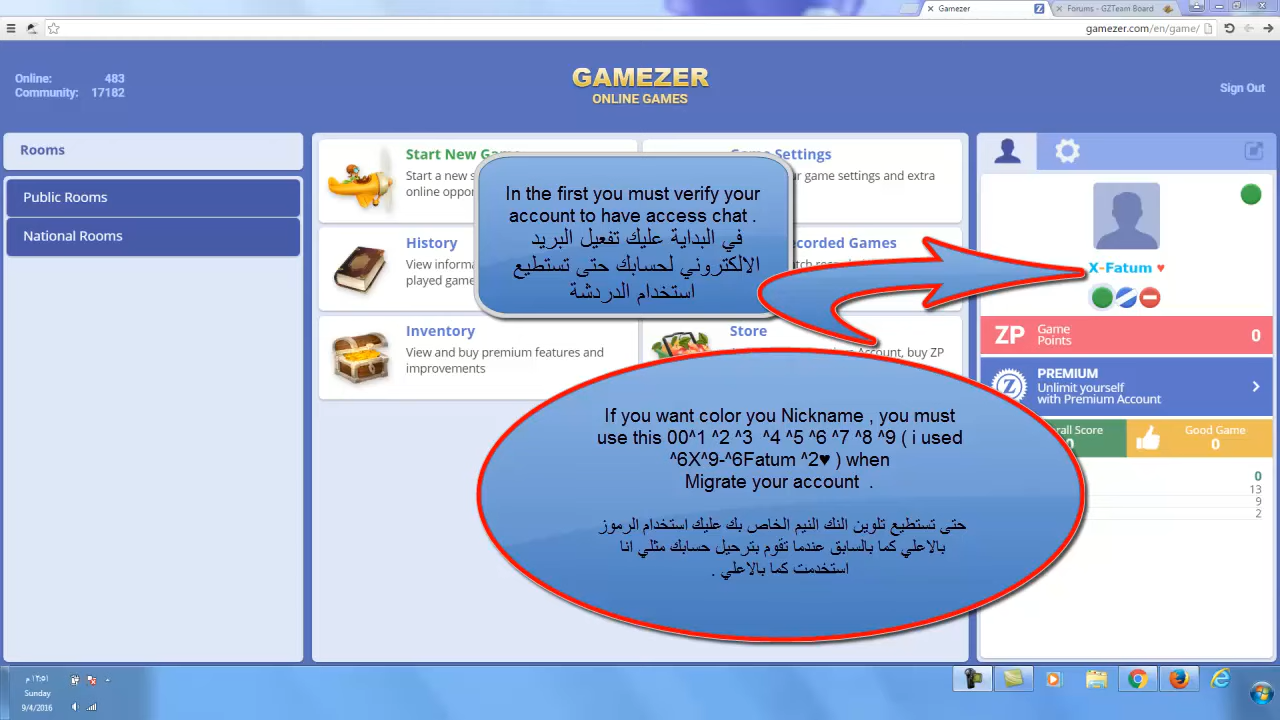 Gamezer
Forums - GZTeam Board
gamezer.com/en/game/
Online: 483
Community: 17182
GAMEZER
ONLINE GAMES
Sign Out
Rooms
Public Rooms
National Rooms
Start New
Start a new
online oppon
Settings
game settings and extra
History
View inform
played game
ecorded Games
Inventory
View and buy premium features and
improvements
Store
Account, buy ZP
In the first you must verify your
account to have access chat .
في البداية عليك تفعيل البريد
الالكتروني لحسابك حتى تستطيع
استخدام الدردشة
If you want color you Nickname , you must
use this 00^1 ^2 ^3 ^4 ^5 ^6 ^7 ^8 ^9 ( i used
^6X^9-^6Fatum ^2♥ ) when
Migrate your account .
حتى تستطيع تلوين النك النيم الخاص بك عليك استخدام الرموز
بالاعلي كما بالسابق عندما تقوم بترحيل حسابك مثلي انا
استخدمت كما بالاعلي .
X-Fatum ♥
ZP Game
Points 0
PREMIUM
Unlimit yourself
with Premium Account
rall Score
0
Good Game
0
0
13
9
2
١٢:٥١ م
Sunday
9/4/2016